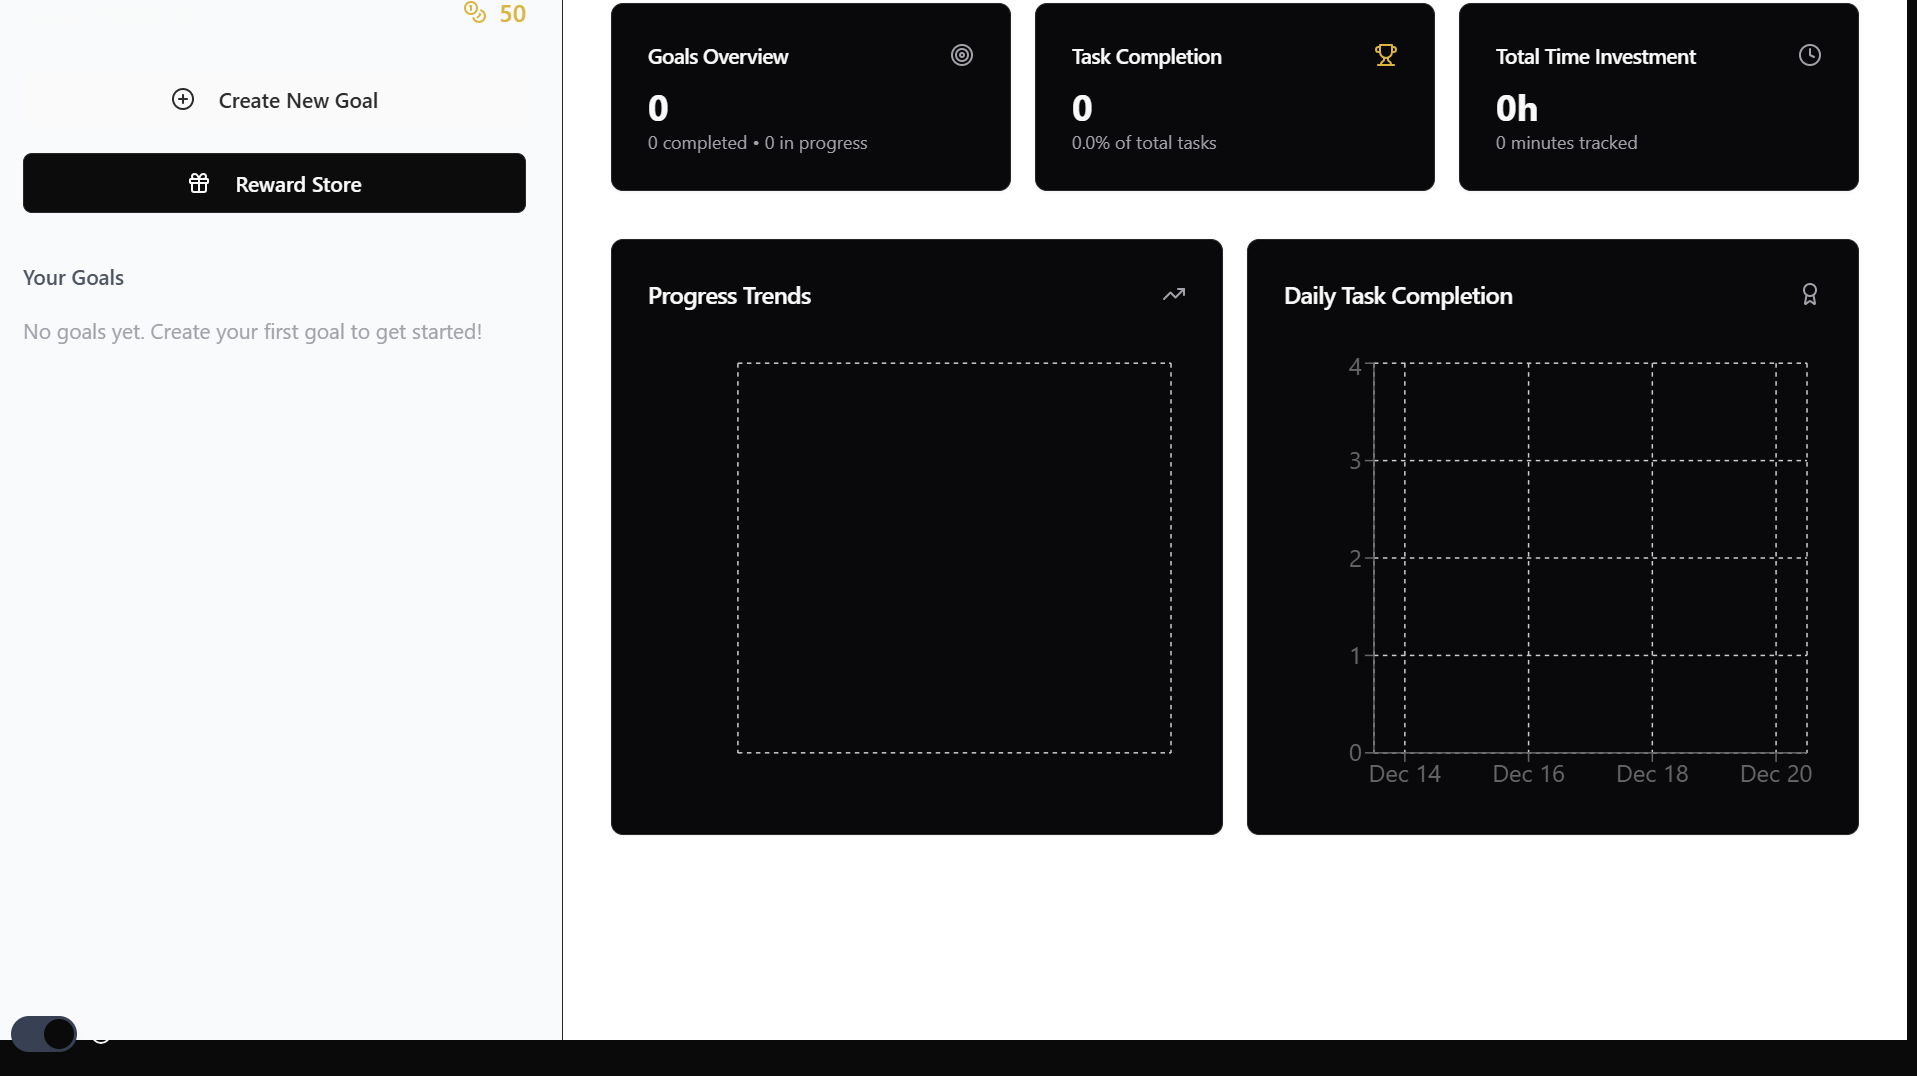 50
Create New Goal
Reward Store
Your Goals
No goals yet. Create your first goal to get started!
Goals Overview
0
0 completed • 0 in progress
Task Completion
0
0.0% of total tasks
Total Time Investment
0h
0 minutes tracked
Progress Trends
Daily Task Completion
4
3
2
1
0
Dec 14 Dec 16 Dec 18 Dec 20